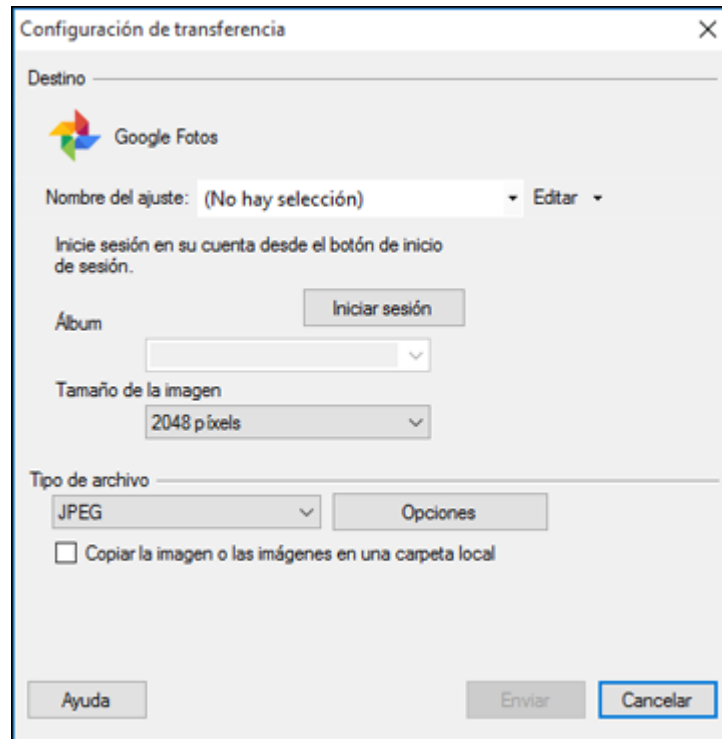 Configuración de transferencia
Destino
Google Fotos
Nombre del ajuste: (No hay selección) Editar
Inicie sesión en su cuenta desde el botón de inicio
de sesión.
Iniciar sesión
Álbum
Tamaño de la imagen
2048 píxels
Tipo de archivo
JPEG Opciones
Copiar la imagen o las imágenes en una carpeta local
Ayuda Enviar Cancelar